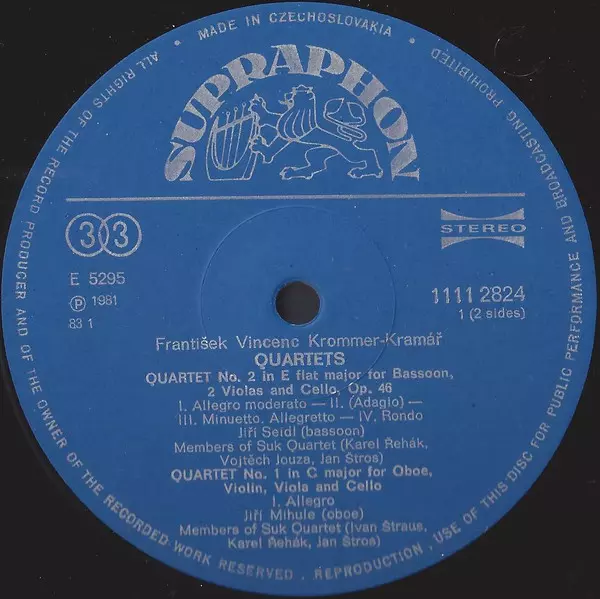 MADE IN CZECHOSLOVAKIA
ALL RIGHTS OF THE RECORD PRODUCER AND OF THE OWNER OF THE RECORDED WORK RESERVED. REPRODUCTION, USE OF THIS DISC FOR PUBLIC PERFORMANCE AND BROADCASTING PROHIBITED
SUPRAPHON
33
STEREO
E 5295
℗ 1981
83 1
1111 2824
1 (2 sides)
František Vincenc Krommer-Kramář
QUARTETS
QUARTET No. 2 in E flat major for Bassoon,
2 Violas and Cello, Op. 46
I. Allegro moderato — II. (Adagio) —
III. Minuetto. Allegretto — IV. Rondo
Jiří Seidl (bassoon)
Members of Suk Quartet (Karel Řehák,
Vojtěch Jouza, Jan Štros)
QUARTET No. 1 in C major for Oboe,
Violin, Viola and Cello
I. Allegro
Jiří Mihule (oboe)
Members of Suk Quartet (Ivan Štraus,
Karel Řehák, Jan Štros)